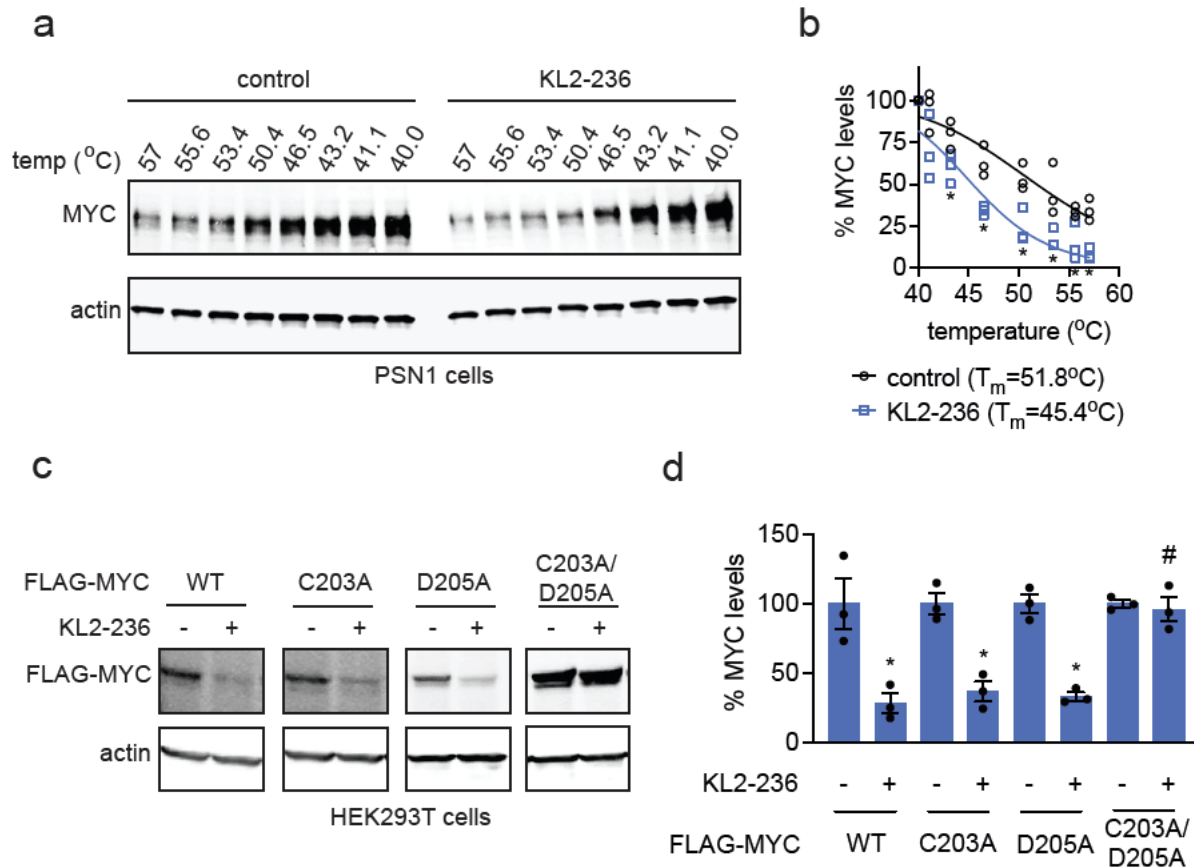 a
control KL2-236
temp (°C) 57 55.6 53.4 50.4 46.5 43.2 41.1 40.0 57 55.6 53.4 50.4 46.5 43.2 41.1 40.0
MYC
actin
PSN1 cells
b
% MYC levels
100
75
50
25
0
* * * * * *
40 45 50 55 60
temperature (°C)
control (Tm=51.8°C)
KL2-236 (Tm=45.4°C)
c
FLAG-MYC WT C203A D205A C203A/
D205A
KL2-236 - + - + - + - +
FLAG-MYC
actin
HEK293T cells
d
% MYC levels
150
100
50
0
* * * #
KL2-236 - + - + - + - +
FLAG-MYC WT C203A D205A C203A/
D205A